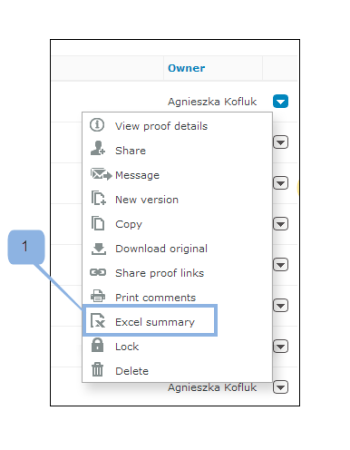 Owner
Agnieszka Kofluk
View proof details
Share
Message
New version
Copy
Download original
Share proof links
Print comments
1
Excel summary
Lock
Delete
Agnieszka Kofluk